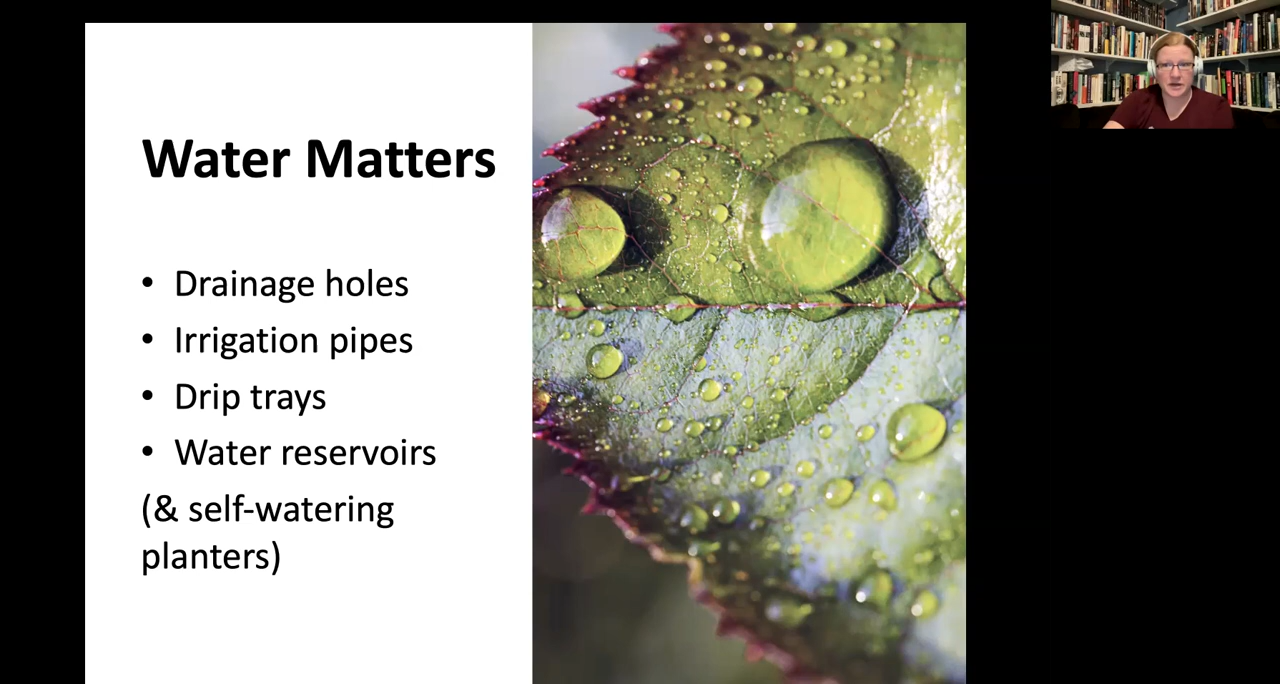 Water Matters
• Drainage holes
• Irrigation pipes
• Drip trays
• Water reservoirs
(& self-watering
planters)